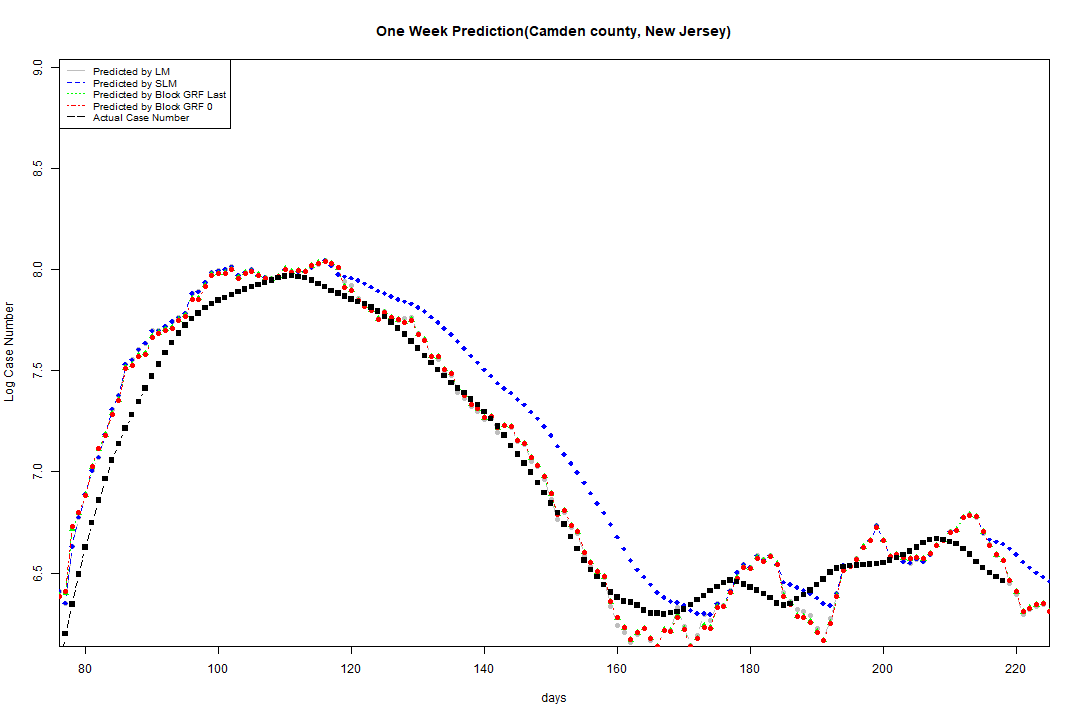 One Week Prediction(Camden county, New Jersey)
Predicted by LM
Predicted by SLM
Predicted by Block GRF Last
Predicted by Block GRF 0
Actual Case Number
9.0
8.5
8.0
7.5
7.0
6.5
Log Case Number
80 100 120 140 160 180 200 220
days